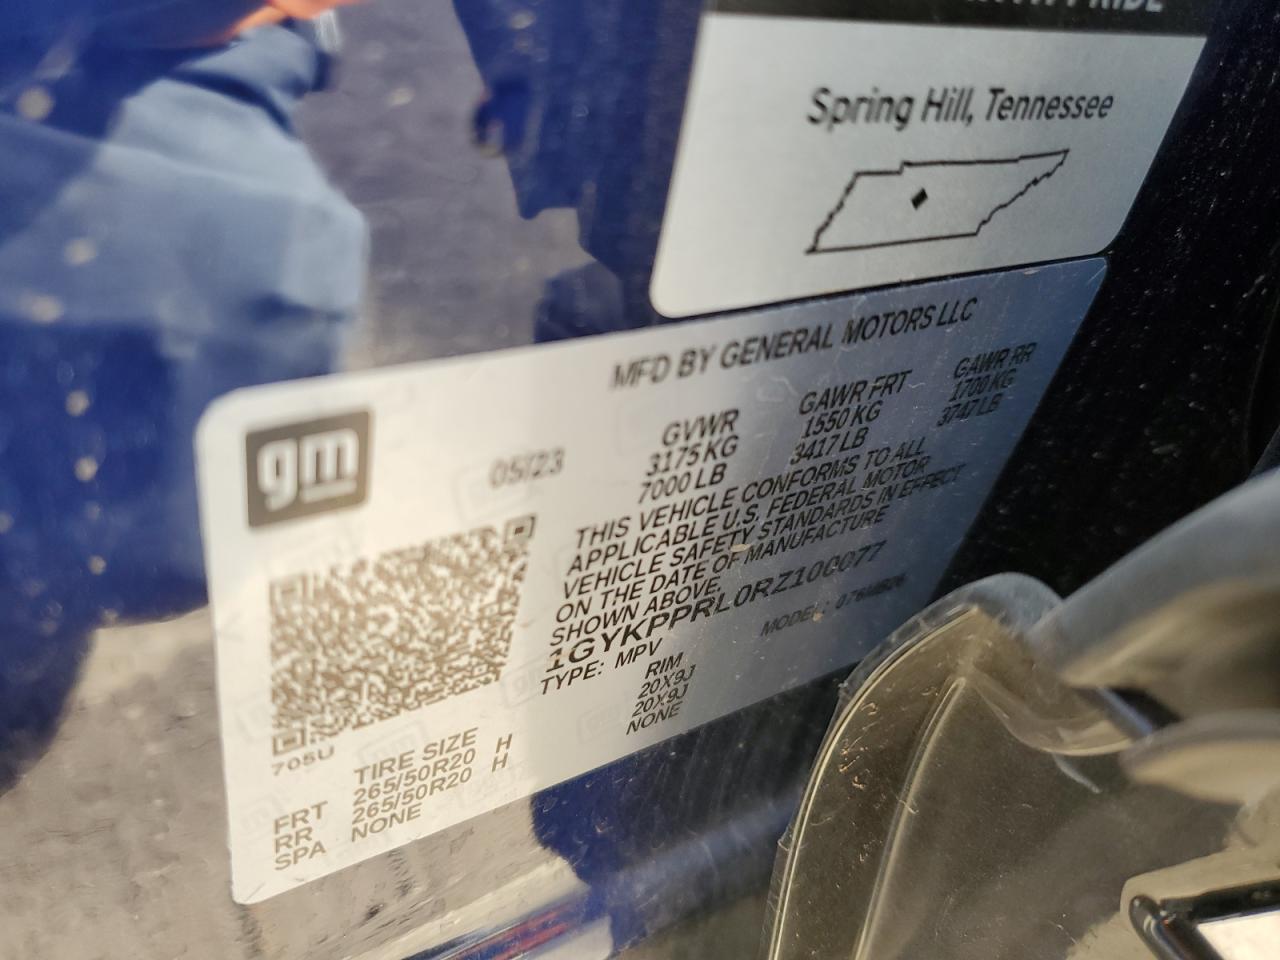 PRIDE
Spring Hill, Tennessee
MFD BY GENERAL MOTORS LLC
gm
05/23
GVWR GAWR FRT GAWR RR
3175 KG 1550 KG 1700 KG
7000 LB 3417 LB 3747 LB
THIS VEHICLE CONFORMS TO ALL
APPLICABLE U.S. FEDERAL MOTOR
VEHICLE SAFETY STANDARDS IN EFFECT
ON THE DATE OF MANUFACTURE
SHOWN ABOVE.
1GYKPPRL0RZ100077
TYPE: MPV MODEL:
705U
TIRE SIZE RIM
FRT 265/50R20 H 20X9J
RR 265/50R20 H 20X9J
SPA NONE NONE